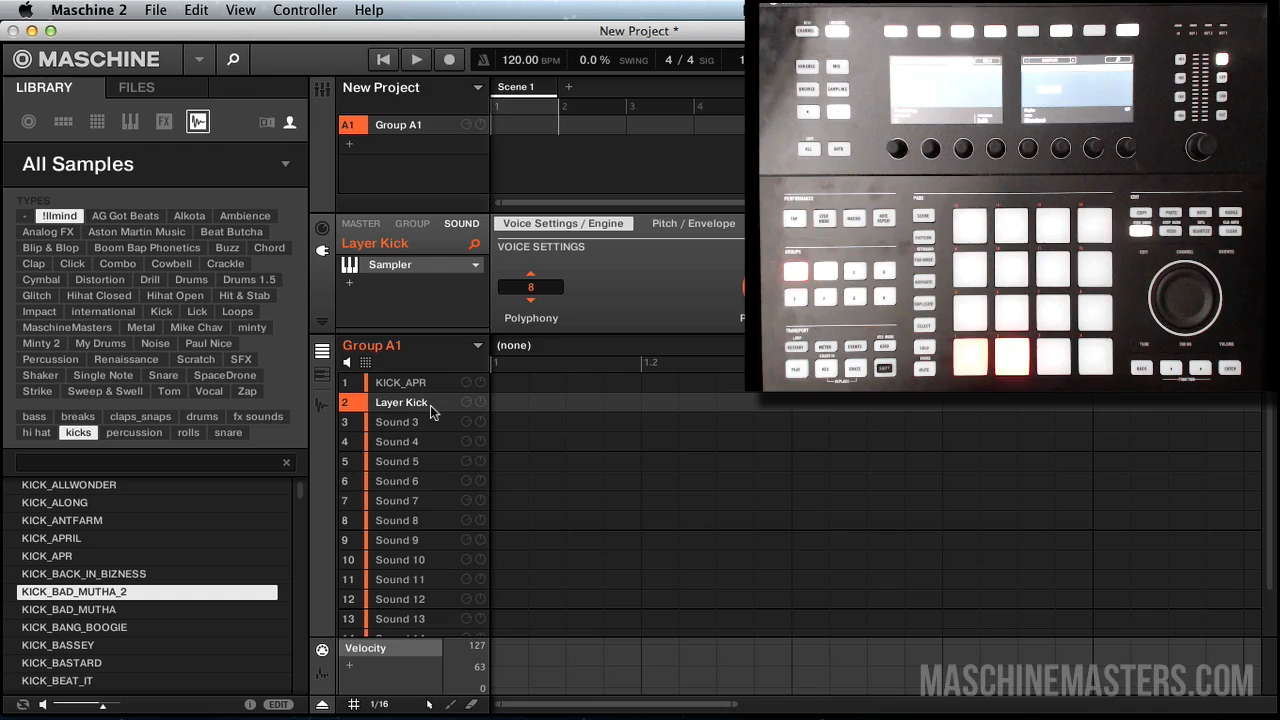 Maschine 2 File Edit View Controller Help
New Project *
MASCHINE
120.00 BPM 0.0 % SWING 4 / 4 SIG
LIBRARY FILES
All Samples
TYPES
- !llmind AG Got Beats Alkota Ambience
Analog FX Aston Martin Music Beat Butcha
Blip & Blop Boom Bap Phonetics Buzz Chord
Clap Click Combo Cowbell Crackle
Cymbal Distortion Drill Drums Drums 1.5
Glitch Hihat Closed Hihat Open Hit & Stab
Impact international Kick Lick Loops
MaschineMasters Metal Mike Chav minty
Minty 2 My Drums Noise Paul Nice
Percussion Renaissance Scratch SFX
Shaker Single Note Snare SpaceDrone
Strike Sweep & Swell Tom Vocal Zap
bass breaks claps_snaps drums fx sounds
hi hat kicks percussion rolls snare
KICK_ALLWONDER
KICK_ALONG
KICK_ANTFARM
KICK_APRIL
KICK_APR
KICK_BACK_IN_BIZNESS
KICK_BAD_MUTHA_2
KICK_BAD_MUTHA
KICK_BANG_BOOGIE
KICK_BASSEY
KICK_BASTARD
KICK_BEAT_IT
EDIT
New Project
A1 Group A1
+
Scene 1 +
1 2 3 4
MASTER GROUP SOUND
Layer Kick
Sampler
+
Voice Settings / Engine Pitch / Envelope
VOICE SETTINGS
8
Polyphony
Group A1
(none)
1 1.2
1 KICK_APR
2 Layer Kick
3 Sound 3
4 Sound 4
5 Sound 5
6 Sound 6
7 Sound 7
8 Sound 8
9 Sound 9
10 Sound 10
11 Sound 11
12 Sound 12
13 Sound 13
Velocity 127
+ 63
0
1/16
MASCHINEMASTERS.COM